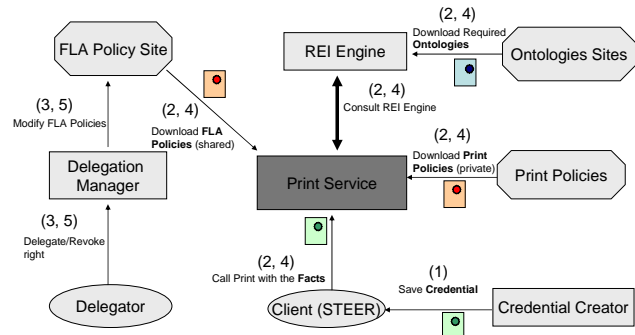 (2, 4)
Download Required
Ontologies
FLA Policy Site
REI Engine
Ontologies Sites
(3, 5)
Modify FLA Policies
(2, 4)
Download FLA
Policies (shared)
(2, 4)
Consult REI Engine
(2, 4)
Download Print
Policies (private)
Delegation
Manager
Print Service
Print Policies
(3, 5)
Delegate/Revoke
right
(2, 4)
Call Print with the Facts
(1)
Save Credential
Delegator
Client (STEER)
Credential Creator